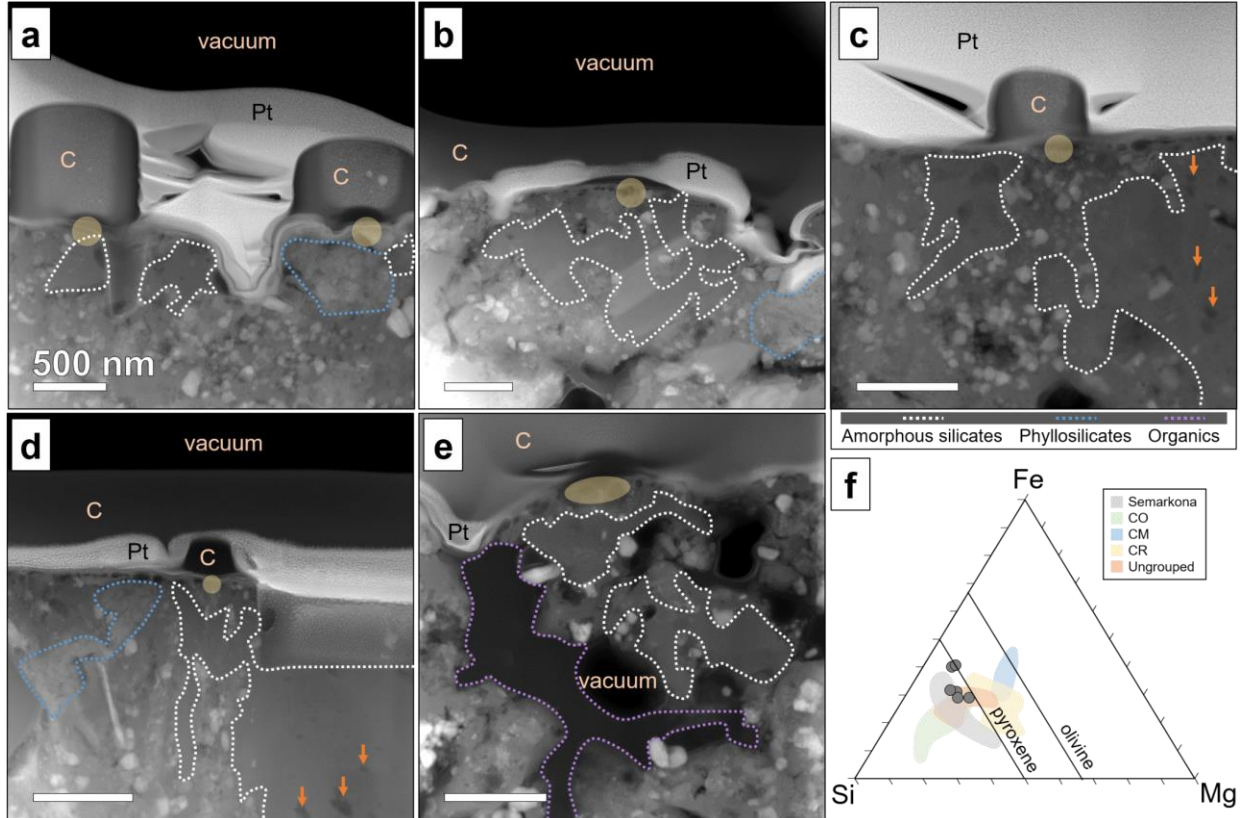 a
vacuum
Pt
C
C
500 nm
b
vacuum
C
Pt
c
Pt
C
Amorphous silicates Phyllosilicates Organics
d
vacuum
C
Pt
C
e
C
Pt
vacuum
f
Fe
Semarkona
CO
CM
CR
Ungrouped
pyroxene
olivine
Si
Mg